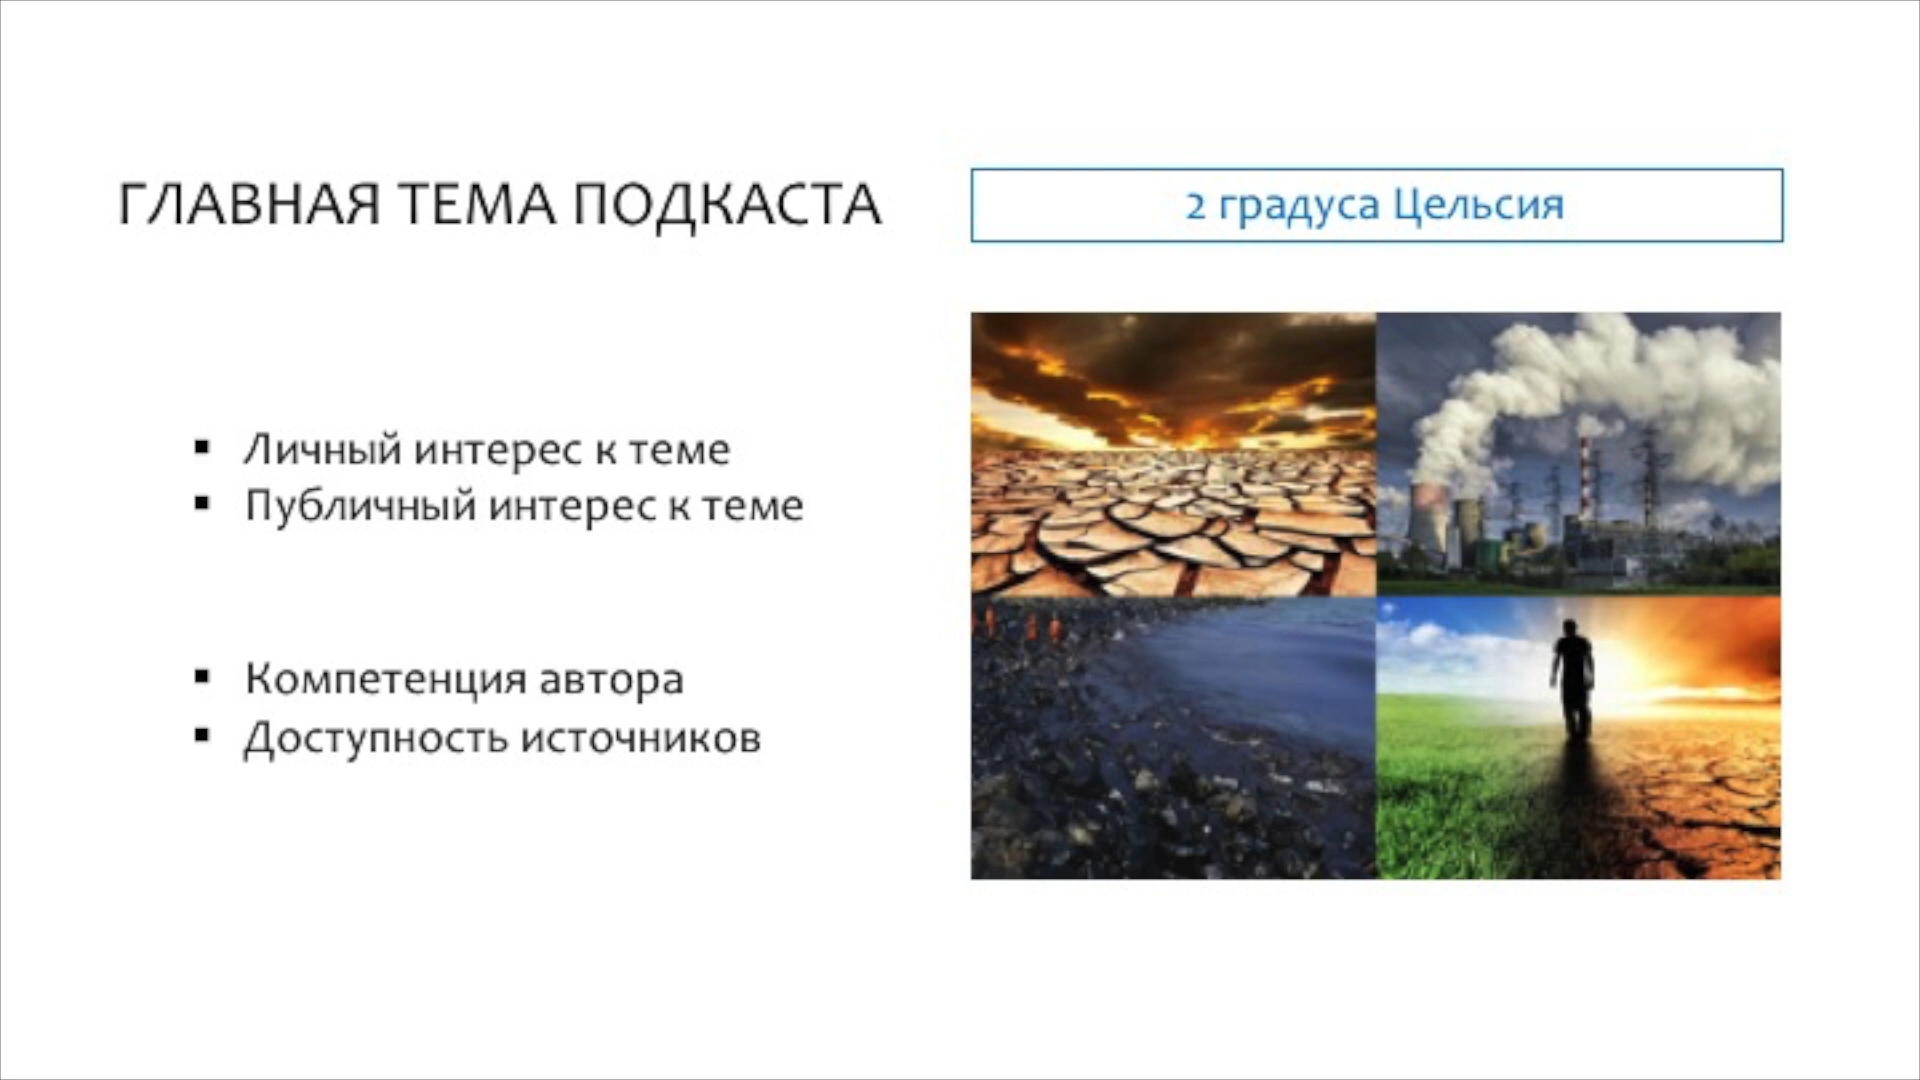 ГЛАВНАЯ ТЕМА ПОДКАСТА
2 градуса Цельсия
▪ Личный интерес к теме
▪ Публичный интерес к теме
▪ Компетенция автора
▪ Доступность источников